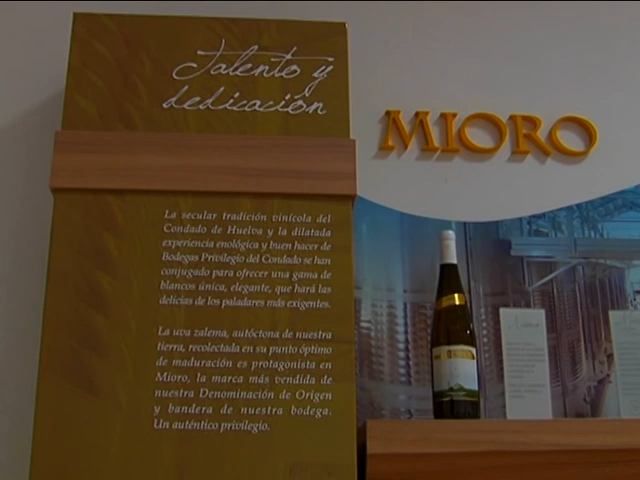 Talento y
dedicación
MIORO
La secular tradición vinícola del
Condado de Huelva y la dilatada
experiencia enológica y buen hacer de
Bodegas Privilegio del Condado se han
conjugado para ofrecer una gama de
blancos única, elegante, que hará las
delicias de los paladares más exigentes.
La uva zalema, autóctona de nuestra
tierra, recolectada en su punto óptimo
de maduración es protagonista en
Mioro, la marca más vendida de
nuestra Denominación de Origen
y bandera de nuestra bodega.
Un auténtico privilegio.